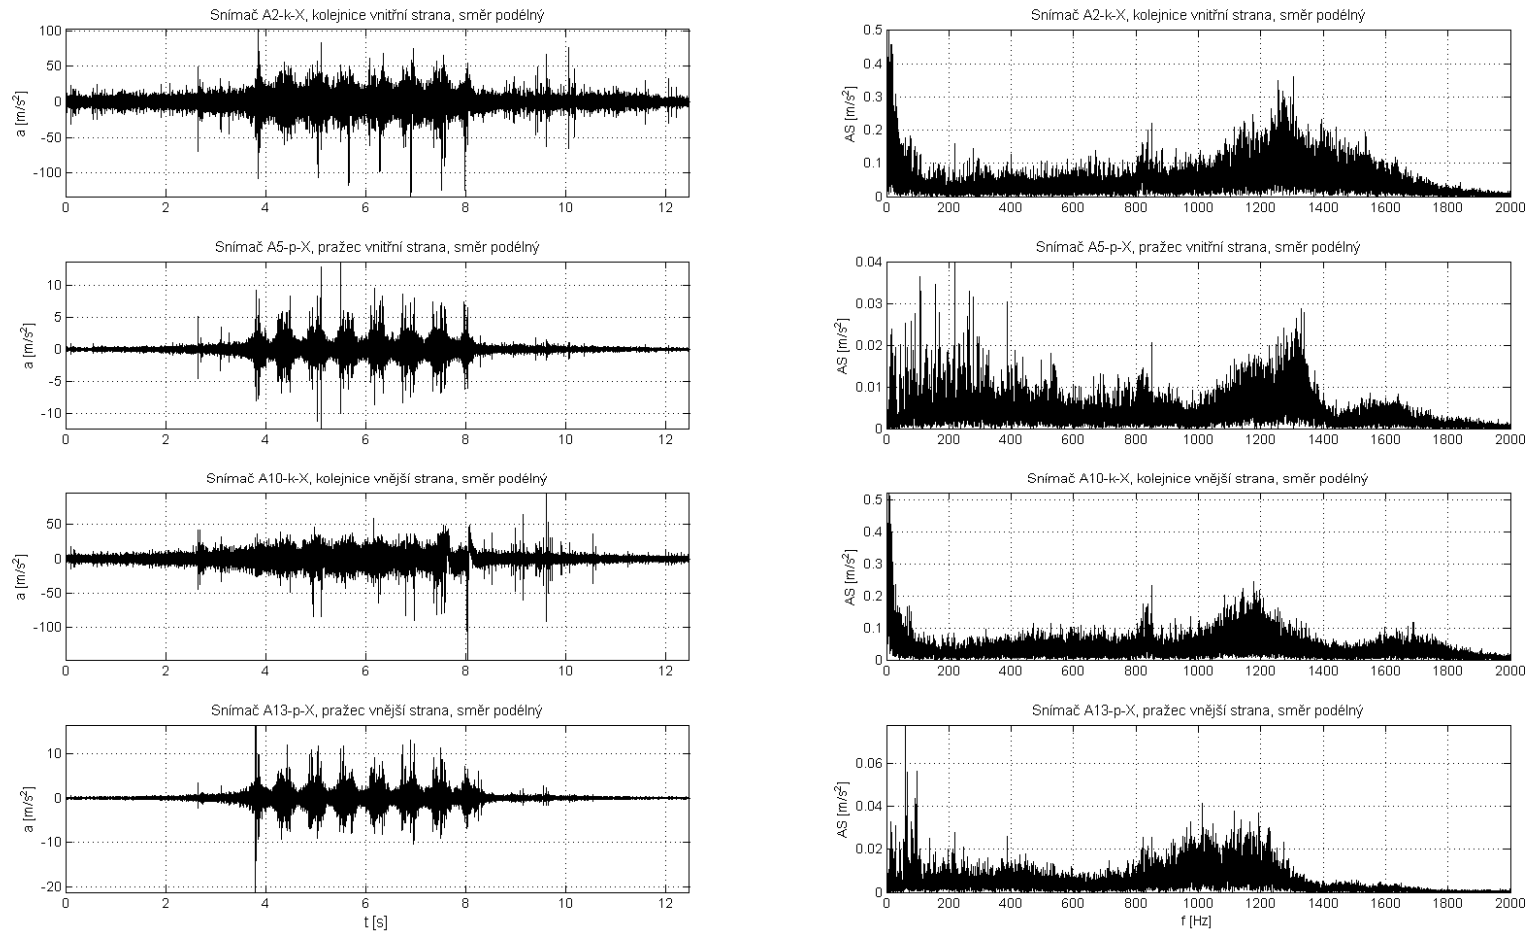 Snímač A2-k-X, kolejnice vnitřní strana, směr podélný
100
50
0
-50
-100
a [m/s²]
0 2 4 6 8 10 12
Snímač A2-k-X, kolejnice vnitřní strana, směr podélný
0.5
0.4
0.3
0.2
0.1
0
AS [m/s²]
0 200 400 600 800 1000 1200 1400 1600 1800 2000
Snímač A5-p-X, pražec vnitřní strana, směr podélný
10
5
0
-5
-10
a [m/s²]
0 2 4 6 8 10 12
Snímač A5-p-X, pražec vnitřní strana, směr podélný
0.04
0.03
0.02
0.01
0
AS [m/s²]
0 200 400 600 800 1000 1200 1400 1600 1800 2000
Snímač A10-k-X, kolejnice vnější strana, směr podélný
50
0
-50
-100
a [m/s²]
0 2 4 6 8 10 12
Snímač A10-k-X, kolejnice vnější strana, směr podélný
0.5
0.4
0.3
0.2
0.1
0
AS [m/s²]
0 200 400 600 800 1000 1200 1400 1600 1800 2000
Snímač A13-p-X, pražec vnější strana, směr podélný
10
0
-10
-20
a [m/s²]
0 2 4 6 8 10 12
t [s]
Snímač A13-p-X, pražec vnější strana, směr podélný
0.06
0.04
0.02
0
AS [m/s²]
0 200 400 600 800 1000 1200 1400 1600 1800 2000
f [Hz]